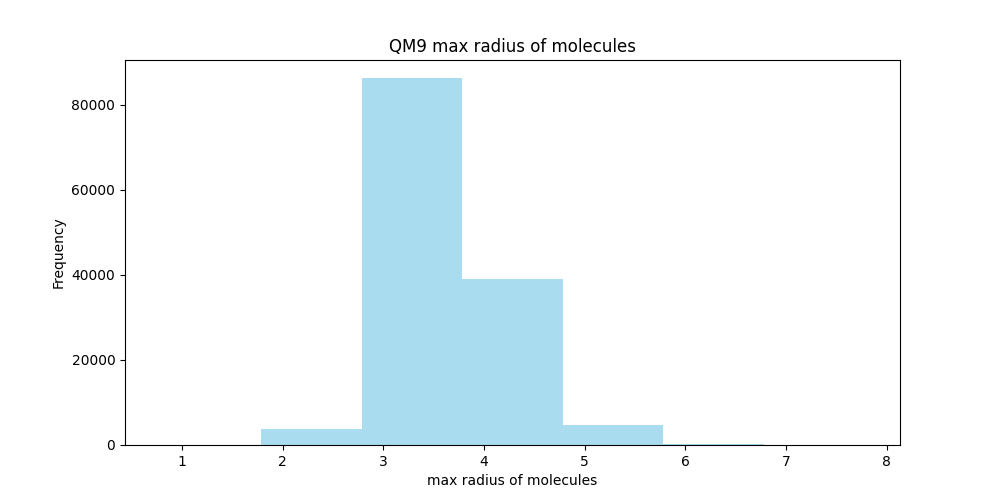 QM9 max radius of molecules
80000
60000
40000
20000
0
Frequency
1 2 3 4 5 6 7 8
max radius of molecules